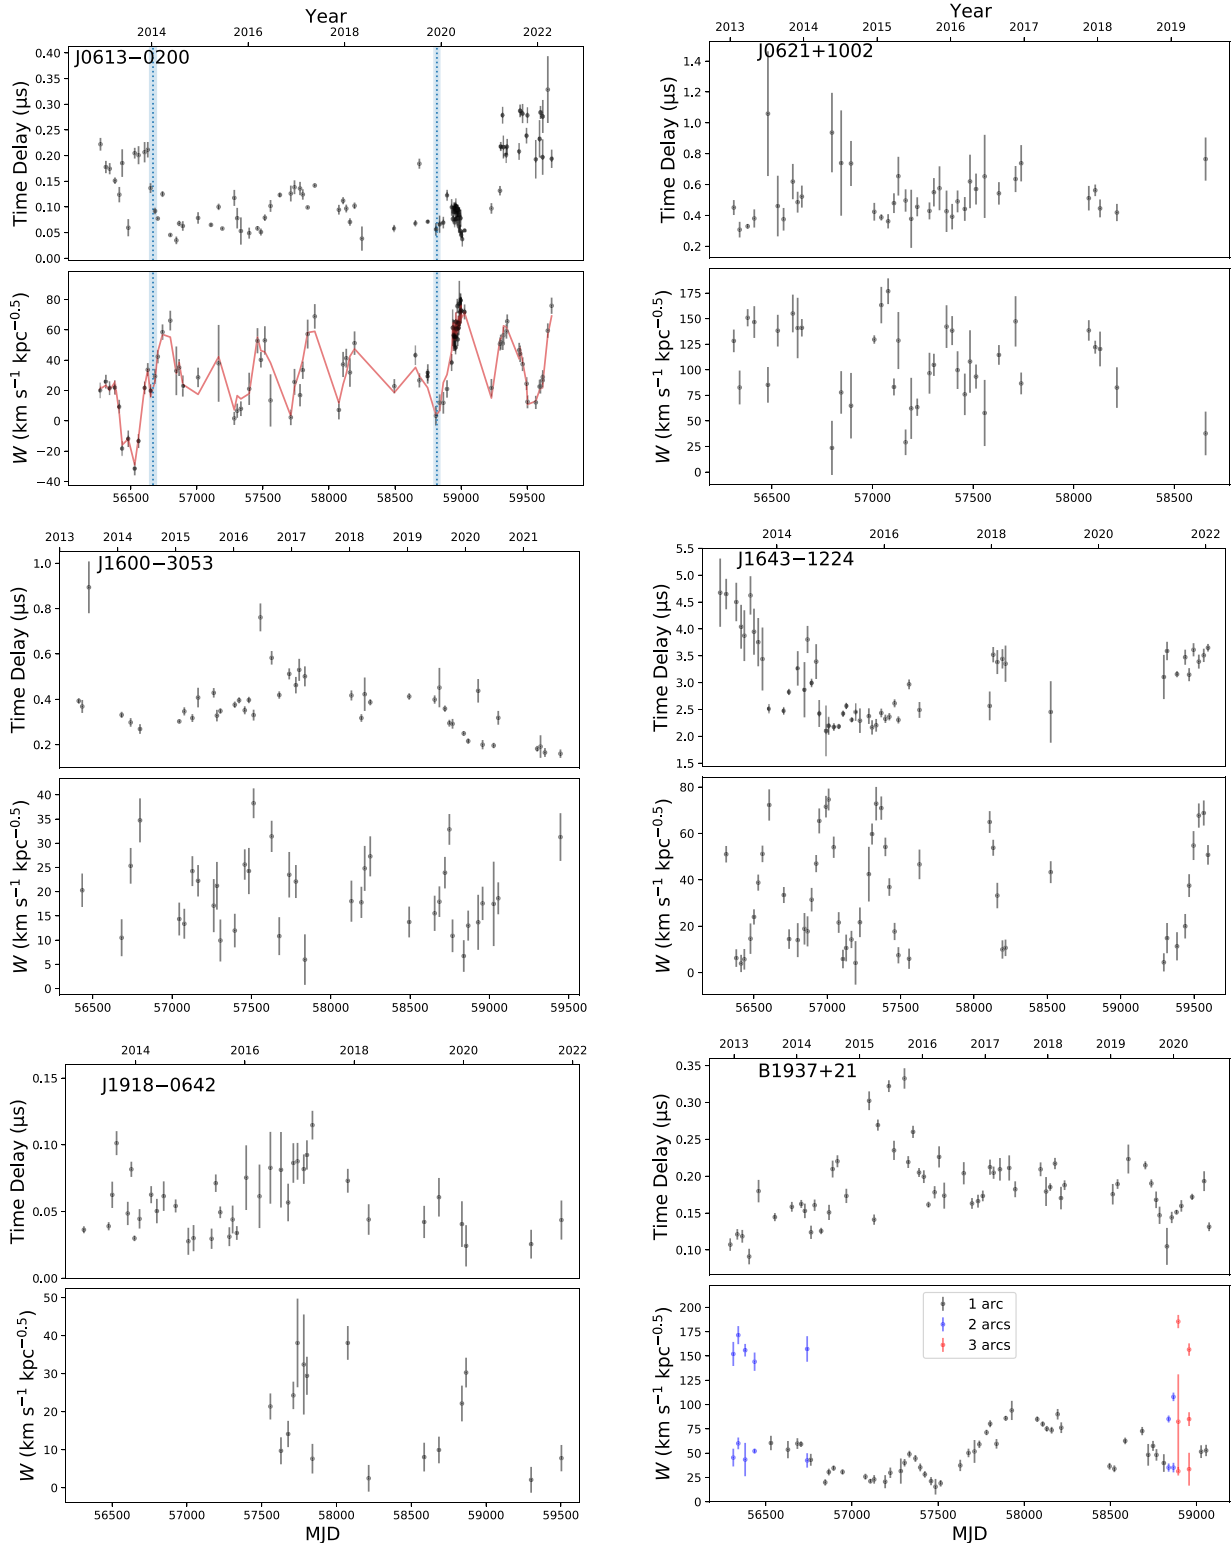 Year
2014 2016 2018 2020 2022
J0613−0200
0.40
0.35
0.30
0.25
0.20
0.15
0.10
0.05
0.00
Time Delay (μs)
80
60
40
20
0
−20
−40
W (km s⁻¹ kpc⁻⁰·⁵)
56500 57000 57500 58000 58500 59000 59500
Year
2013 2014 2015 2016 2017 2018 2019
J0621+1002
1.4
1.2
1.0
0.8
0.6
0.4
0.2
Time Delay (μs)
175
150
125
100
75
50
25
0
W (km s⁻¹ kpc⁻⁰·⁵)
56500 57000 57500 58000 58500
2013 2014 2015 2016 2017 2018 2019 2020 2021
J1600−3053
1.0
0.8
0.6
0.4
0.2
Time Delay (μs)
40
35
30
25
20
15
10
5
0
W (km s⁻¹ kpc⁻⁰·⁵)
56500 57000 57500 58000 58500 59000 59500
2014 2016 2018 2020 2022
J1643−1224
5.5
5.0
4.5
4.0
3.5
3.0
2.5
2.0
1.5
Time Delay (μs)
80
60
40
20
0
W (km s⁻¹ kpc⁻⁰·⁵)
56500 57000 57500 58000 58500 59000 59500
2014 2016 2018 2020 2022
J1918−0642
0.15
0.10
0.05
0.00
Time Delay (μs)
50
40
30
20
10
0
W (km s⁻¹ kpc⁻⁰·⁵)
56500 57000 57500 58000 58500 59000 59500
MJD
2013 2014 2015 2016 2017 2018 2019 2020
B1937+21
0.35
0.30
0.25
0.20
0.15
0.10
Time Delay (μs)
1 arc
2 arcs
3 arcs
200
175
150
125
100
75
50
25
0
W (km s⁻¹ kpc⁻⁰·⁵)
56500 57000 57500 58000 58500 59000
MJD